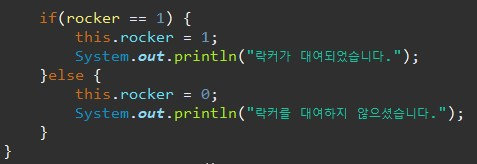 if(rocker == 1) {
this.rocker = 1;
System.out.println("락커가 대여되었습니다.");
}else {
this.rocker = 0;
System.out.println("락커를 대여하지 않으셨습니다.");
}
}